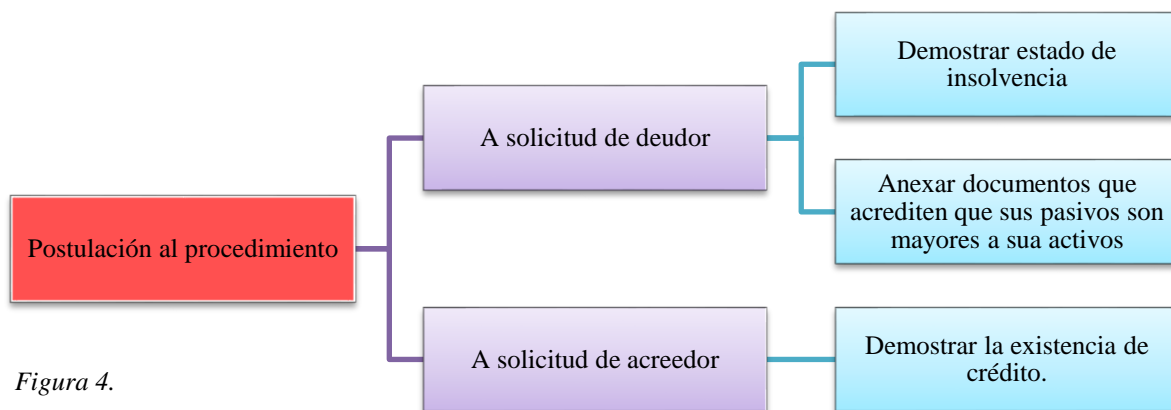 Postulación al procedimiento
A solicitud de deudor
Demostrar estado de
insolvencia
Anexar documentos que
acrediten que sus pasivos son
mayores a sua activos
A solicitud de acreedor
Demostrar la existencia de
crédito.
Figura 4.